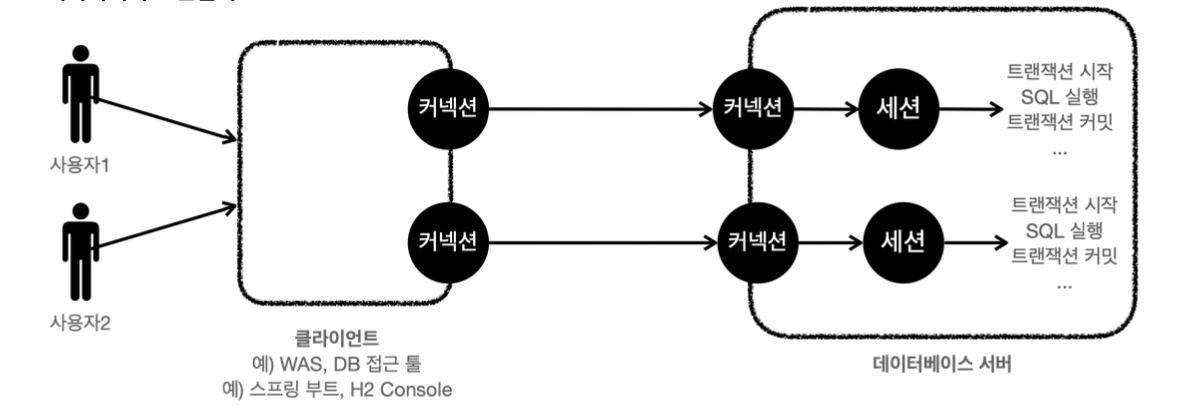 사용자1
사용자2
커넥션
커넥션
클라이언트
예) WAS, DB 접근 툴
예) 스프링 부트, H2 Console
커넥션
세션
트랜잭션 시작
SQL 실행
트랜잭션 커밋
...
커넥션
세션
트랜잭션 시작
SQL 실행
트랜잭션 커밋
...
데이터베이스 서버